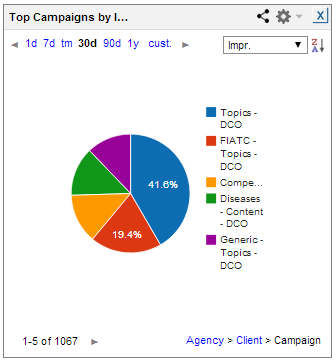 Top Campaigns by I...
X
1d 7d tm 30d 90d 1y cust.
Impr.
Z
A
Topics -
DCO
FIATC -
Topics -
DCO
Compe...
Diseases
- Content
- DCO
Generic -
Topics -
DCO
41.6%
19.4%
1-5 of 1067
Agency > Client > Campaign